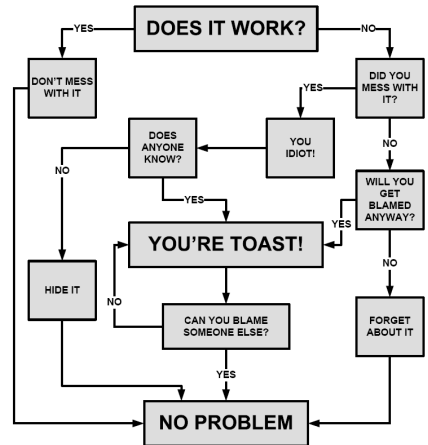 DOES IT WORK?
YES
NO
DON'T MESS
WITH IT
DID YOU
MESS WITH
IT?
YES
DOES
ANYONE
KNOW?
YOU
IDIOT!
NO
NO
WILL YOU
GET
BLAMED
ANYWAY?
YES
YES
YOU'RE TOAST!
NO
HIDE IT
NO
CAN YOU BLAME
SOMEONE ELSE?
FORGET
ABOUT IT
YES
NO PROBLEM